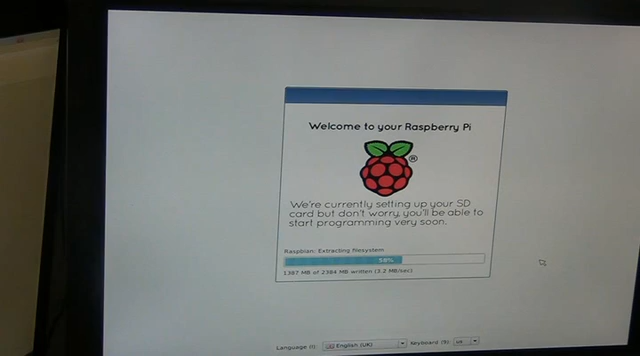 Welcome to your Raspberry Pi
®
We're currently setting up your SD
card but don't worry, you'll be able to
start programming very soon.
Raspbian: Extracting filesystem
58%
1387 MB of 2384 MB written (3.2 MB/sec)
Language (l): English (UK) Keyboard (9): uk